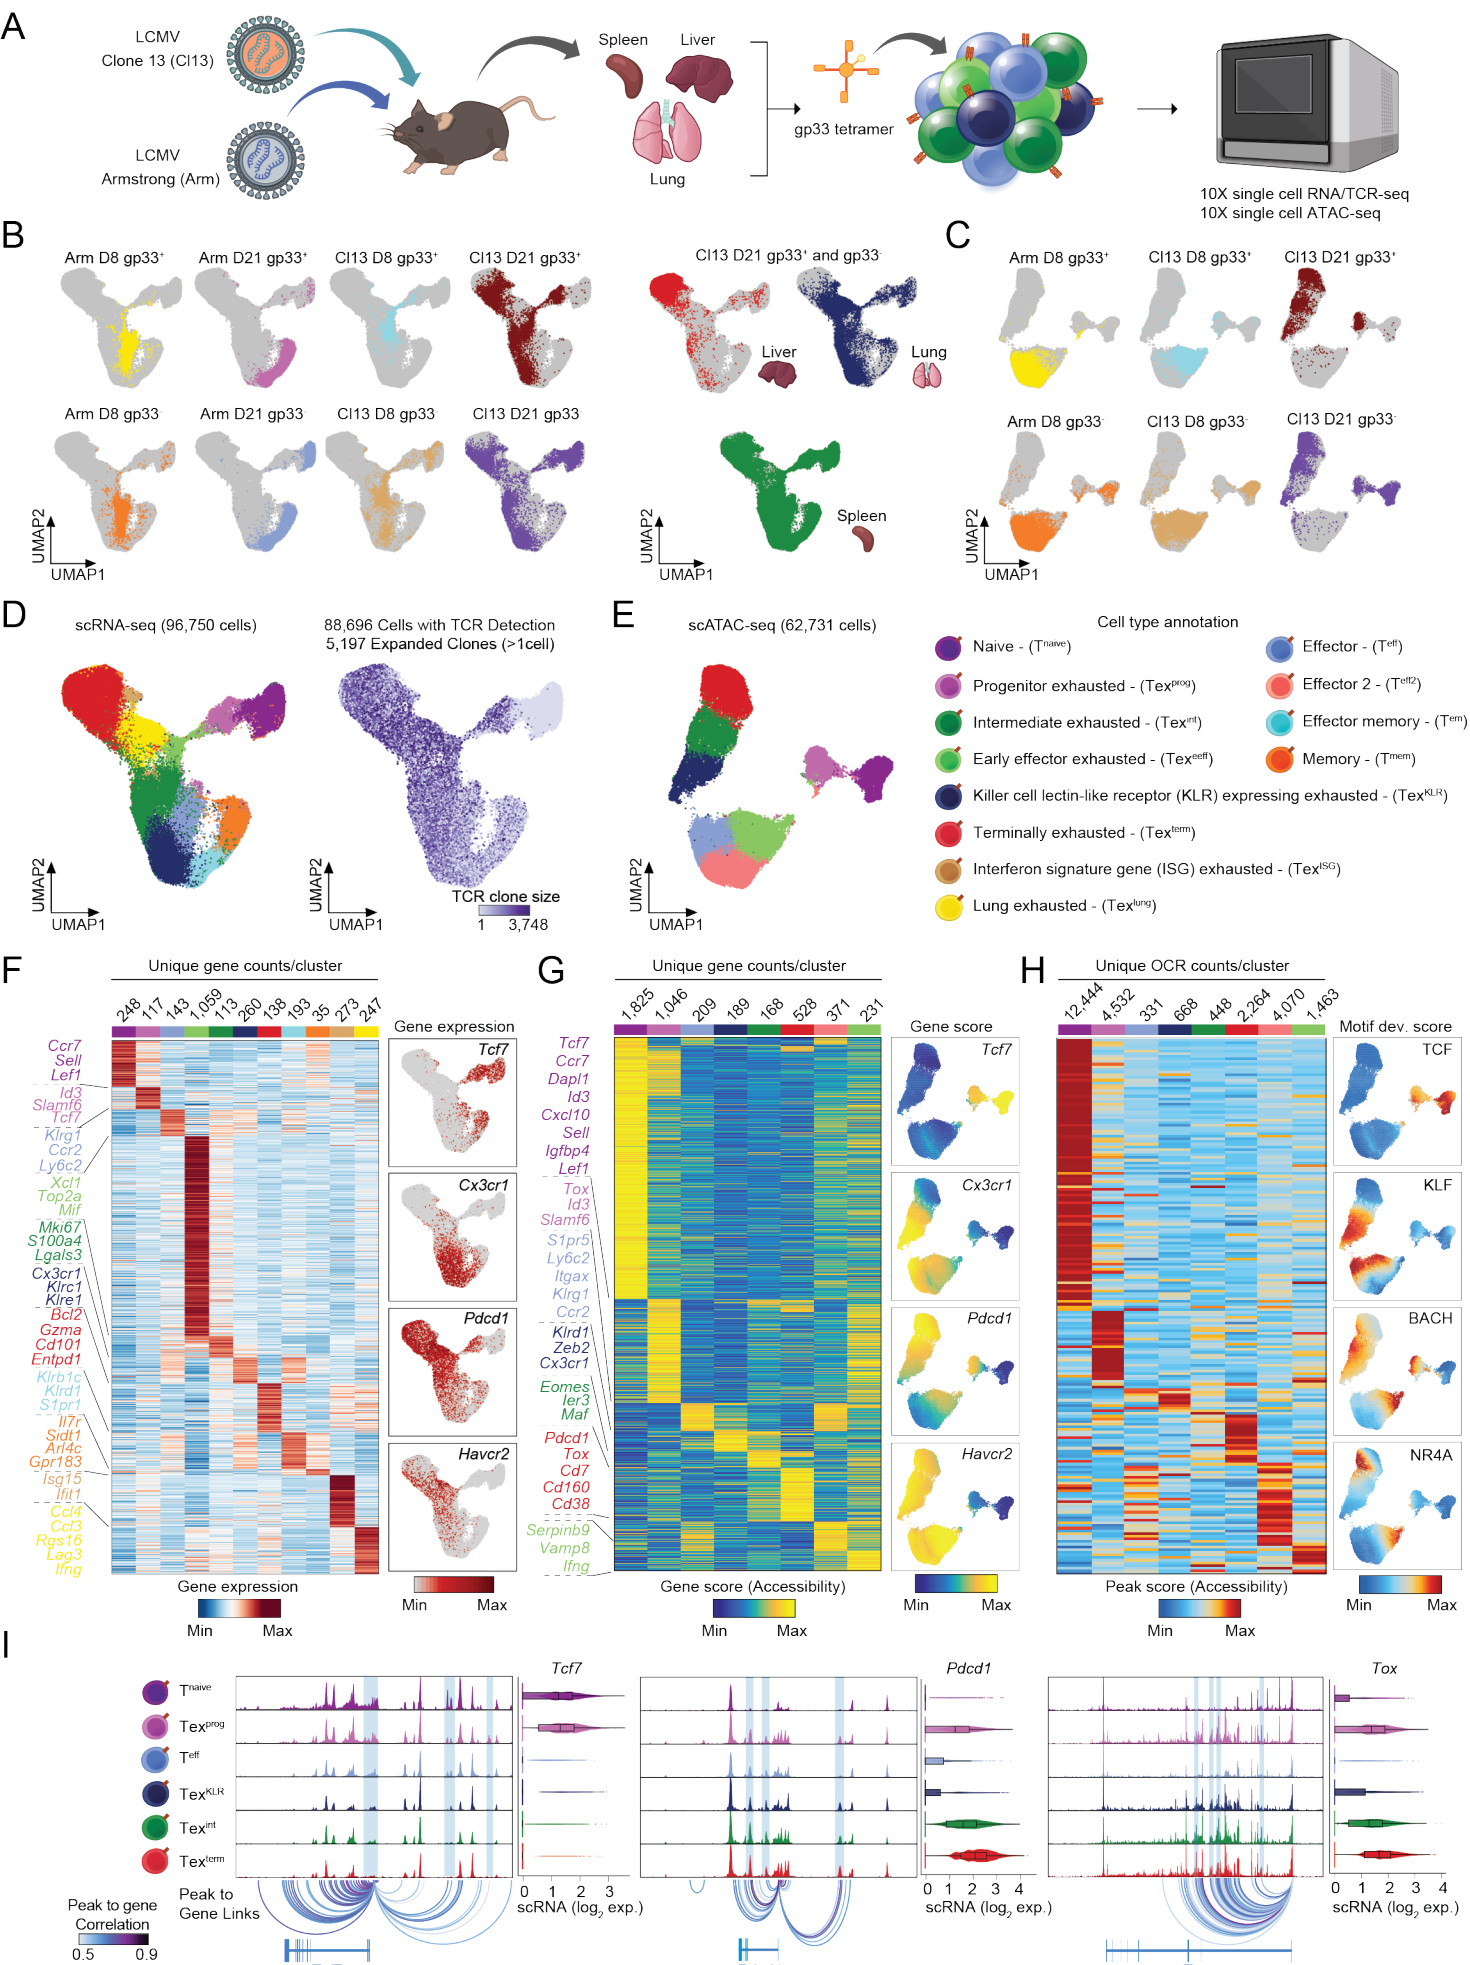 A
LCMV
Clone 13 (Cl13)
LCMV
Armstrong (Arm)
Spleen
Liver
Lung
gp33 tetramer
10X single cell RNA/TCR-seq
10X single cell ATAC-seq
B
Arm D8 gp33+
Arm D21 gp33+
Cl13 D8 gp33+
Cl13 D21 gp33+
Cl13 D21 gp33+ and gp33-
Liver
Lung
Arm D8 gp33-
Arm D21 gp33-
Cl13 D8 gp33-
Cl13 D21 gp33-
Spleen
UMAP2
UMAP1
UMAP2
UMAP1
C
Arm D8 gp33+
Cl13 D8 gp33+
Cl13 D21 gp33+
Arm D8 gp33-
Cl13 D8 gp33-
Cl13 D21 gp33-
UMAP2
UMAP1
D
scRNA-seq (96,750 cells)
88,696 Cells with TCR Detection
5,197 Expanded Clones (>1cell)
UMAP2
UMAP1
UMAP2
UMAP1
TCR clone size
1 3,748
E
scATAC-seq (62,731 cells)
UMAP2
UMAP1
Cell type annotation
Naive - (Tnaive)
Progenitor exhausted - (Texprog)
Intermediate exhausted - (Texint)
Early effector exhausted - (Texeeff)
Killer cell lectin-like receptor (KLR) expressing exhausted - (TexKLR)
Terminally exhausted - (Texterm)
Interferon signature gene (ISG) exhausted - (TexISG)
Lung exhausted - (Texlung)
Effector - (Teff)
Effector 2 - (Teff2)
Effector memory - (Tem)
Memory - (Tmem)
F
Unique gene counts/cluster
248 117 143 1,059 113 260 138 193 35 273 247
Ccr7
Sell
Lef1
Id3
Slamf6
Tcf7
Klrg1
Ccr2
Ly6c2
Xcl1
Top2a
Mif
Mki67
S100a4
Lgals3
Cx3cr1
Klrc1
Klre1
Bcl2
Gzma
Cd101
Entpd1
Klrb1c
Klrd1
S1pr1
Il7r
Sidt1
Arl4c
Gpr183
Isg15
Ifit1
Ccl4
Ccl3
Rgs16
Lag3
Ifng
Gene expression
Min Max
Gene expression
Tcf7
Cx3cr1
Pdcd1
Havcr2
Min Max
G
Unique gene counts/cluster
1,825 1,046 209 189 168 528 371 231
Tcf7
Ccr7
Dapl1
Id3
Cxcl10
Sell
Igfbp4
Lef1
Tox
Id3
Slamf6
S1pr5
Ly6c2
Itgax
Klrg1
Ccr2
Klrd1
Zeb2
Cx3cr1
Eomes
Ier3
Maf
Pdcd1
Tox
Cd7
Cd160
Cd38
Serpinb9
Vamp8
Ifng
Gene score (Accessibility)
Min Max
Gene score
Tcf7
Cx3cr1
Pdcd1
Havcr2
Min Max
H
Unique OCR counts/cluster
12,444 4,532 331 668 448 2,264 4,070 1,463
Peak score (Accessibility)
Min Max
Motif dev. score
TCF
KLF
BACH
NR4A
Min Max
I
Tcf7
Pdcd1
Tox
Tnaive
Texprog
Teff
TexKLR
Texint
Texterm
Peak to
Gene Links
Peak to gene
Correlation
0.5 0.9
0 1 2 3
scRNA (log2 exp.)
0 1 2 3 4
scRNA (log2 exp.)
0 1 2 3 4
scRNA (log2 exp.)